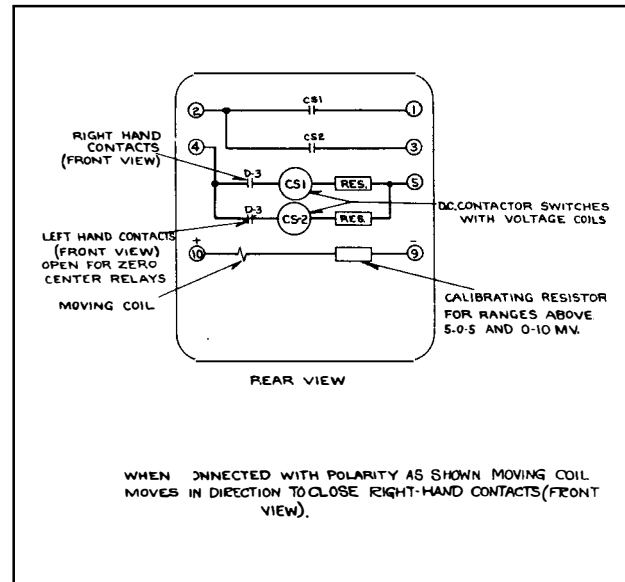 CS1
2
1
CS2
4
3
RIGHT HAND
CONTACTS
(FRONT VIEW)
D-3
CS1
RES.
5
D.C. CONTACTOR SWITCHES
WITH VOLTAGE COILS
D-3
CS-2
RES.
LEFT HAND CONTACTS
(FRONT VIEW)
OPEN FOR ZERO
CENTER RELAYS
+
10
−
9
MOVING COIL
CALIBRATING RESISTOR
FOR RANGES ABOVE
5-0-5 AND 0-10 MV.
REAR VIEW
WHEN ONNECTED WITH POLARITY AS SHOWN MOVING COIL
MOVES IN DIRECTION TO CLOSE RIGHT-HAND CONTACTS (FRONT
VIEW).